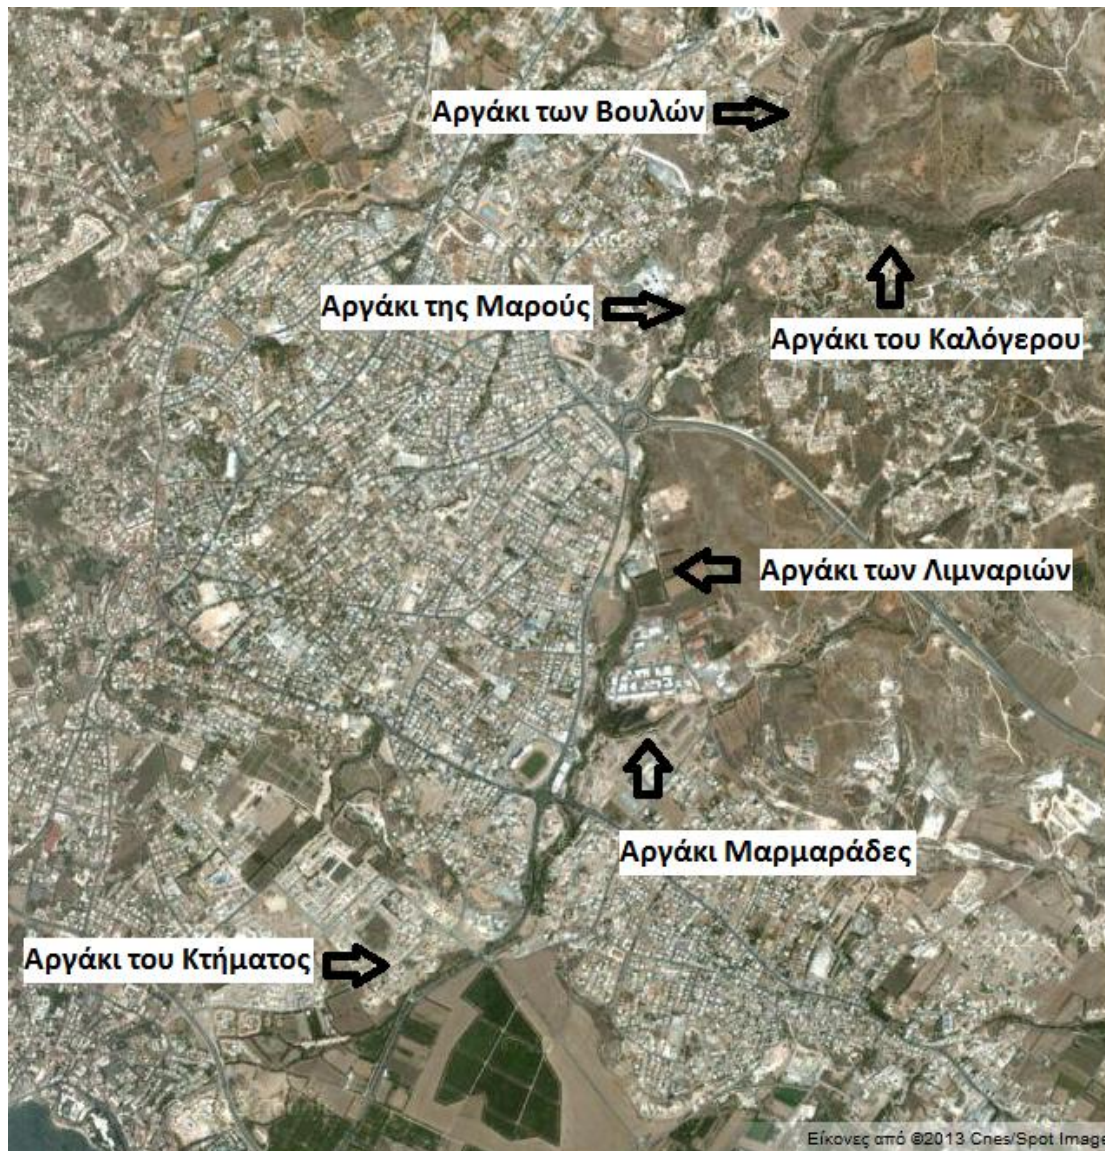 Αργάκι των Βουλών
Αργάκι της Μαρούς
Αργάκι του Καλόγερου
Αργάκι των Λιμναριών
Αργάκι Μαρμαράδες
Αργάκι του Κτήματος
Εικόνες από ©2013 Cnes/Spot Image